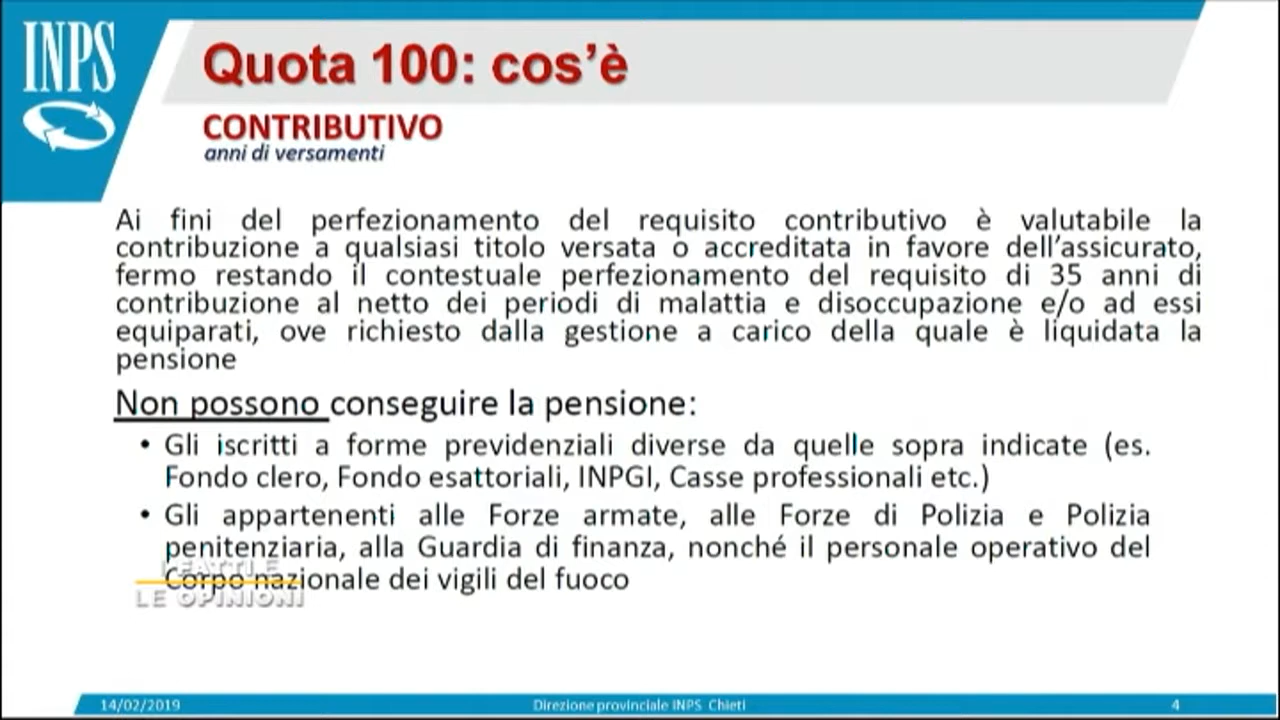 INPS
Quota 100: cos'è
CONTRIBUTIVO
anni di versamenti
Ai fini del perfezionamento del requisito contributivo è valutabile la
contribuzione a qualsiasi titolo versata o accreditata in favore dell'assicurato,
fermo restando il contestuale perfezionamento del requisito di 35 anni di
contribuzione al netto dei periodi di malattia e disoccupazione e/o ad essi
equiparati, ove richiesto dalla gestione a carico della quale è liquidata la
pensione
Non possono conseguire la pensione:
• Gli iscritti a forme previdenziali diverse da quelle sopra indicate (es.
Fondo clero, Fondo esattoriali, INPGI, Casse professionali etc.)
• Gli appartenenti alle Forze armate, alle Forze di Polizia e Polizia
penitenziaria, alla Guardia di finanza, nonché il personale operativo del
Corpo nazionale dei vigili del fuoco
I FATTI E
LE OPINIONI
14/02/2019
Direzione provinciale INPS Chieti
4